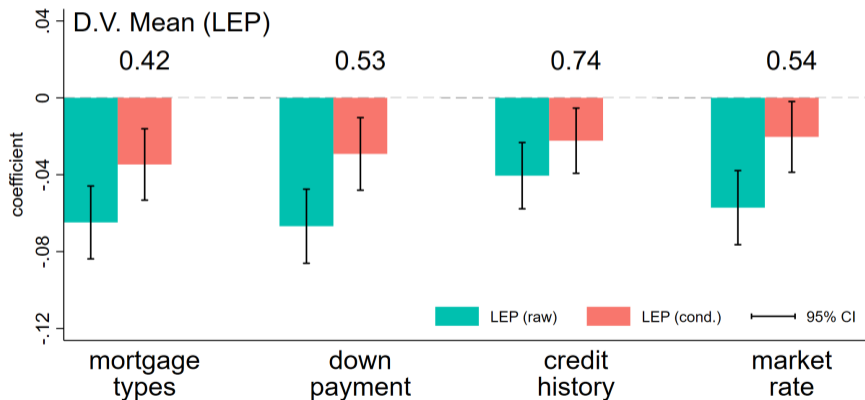 D.V. Mean (LEP)
0.42 0.53 0.74 0.54
.04
0
-.04
-.08
-.12
coefficient
LEP (raw) LEP (cond.) 95% CI
mortgage types
down payment
credit history
market rate